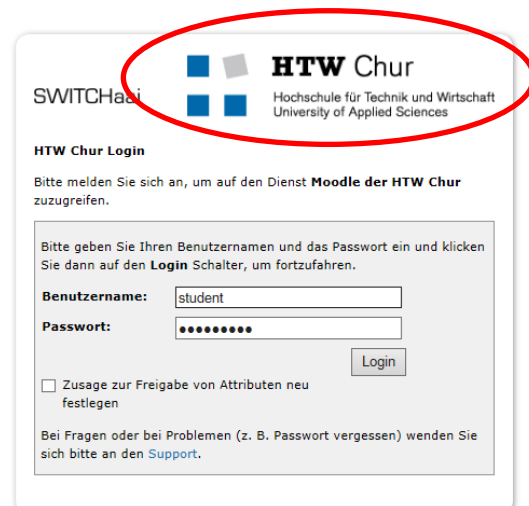 HTW Chur
SWITCHaai
Hochschule für Technik und Wirtschaft
University of Applied Sciences
HTW Chur Login
Bitte melden Sie sich an, um auf den Dienst Moodle der HTW Chur
zuzugreifen.
Bitte geben Sie Ihren Benutzernamen und das Passwort ein und klicken
Sie dann auf den Login Schalter, um fortzufahren.
Benutzername: student
Passwort: •••••••••
Login
Zusage zur Freigabe von Attributen neu
festlegen
Bei Fragen oder bei Problemen (z. B. Passwort vergessen) wenden Sie
sich bitte an den Support.